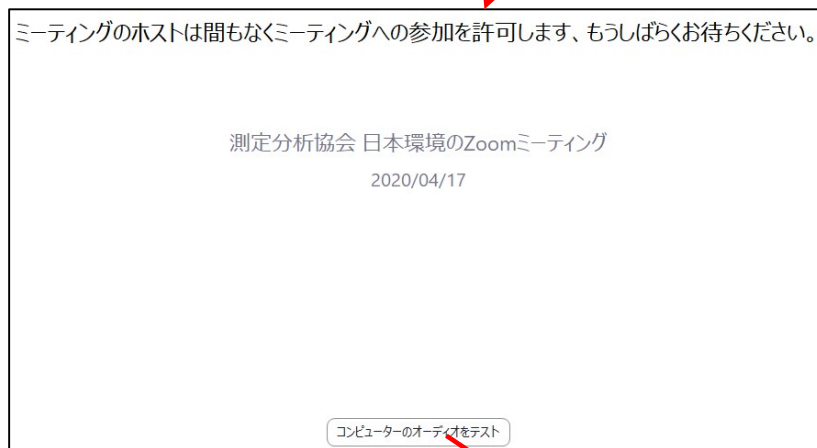 ミーティングのホストは間もなくミーティングへの参加を許可します、もうしばらくお待ちください。
測定分析協会 日本環境のZoomミーティング
2020/04/17
コンピューターのオーディオをテスト